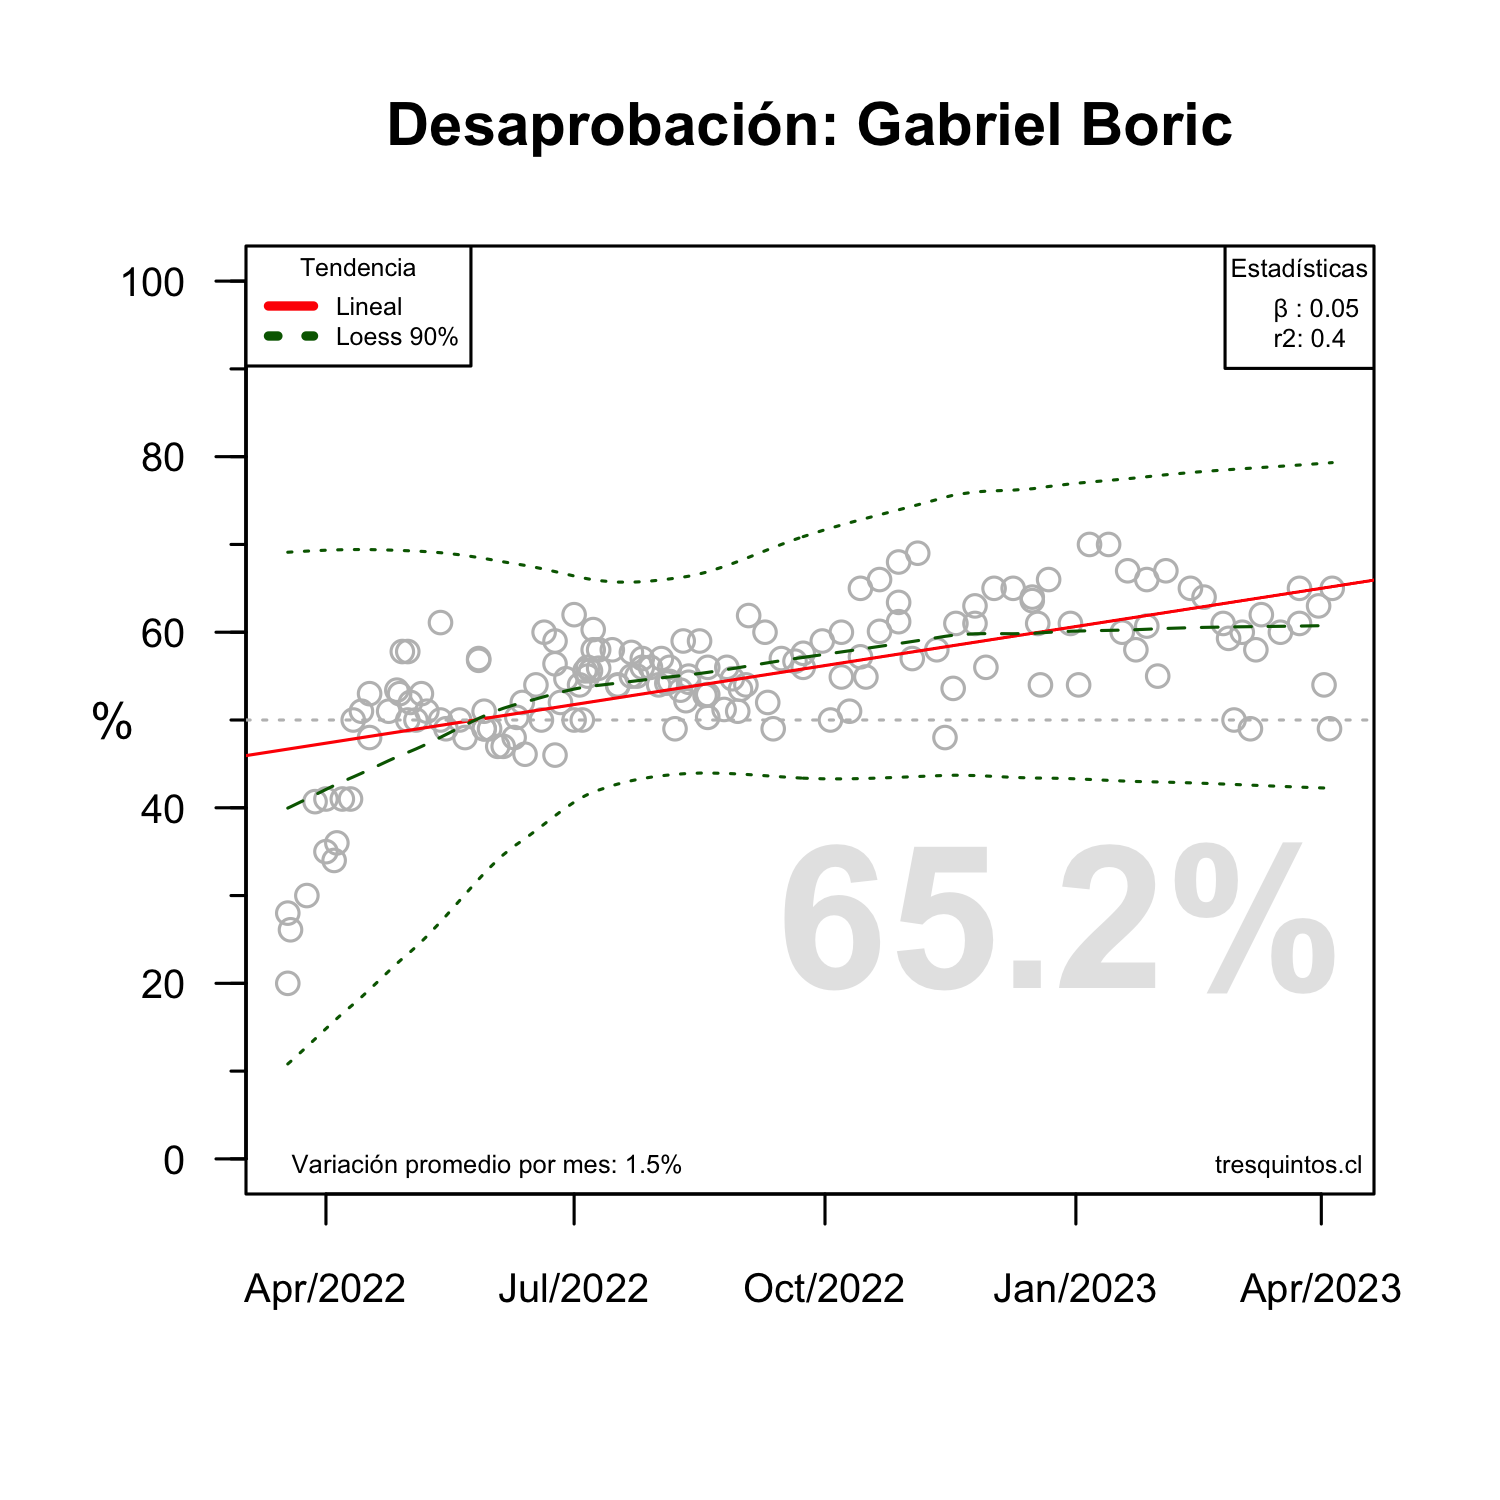 Desaprobación: Gabriel Boric
Tendencia
Lineal
Loess 90%
Estadísticas
β : 0.05
r2: 0.4
100
80
60
%
40
20
0
65.2%
Variación promedio por mes: 1.5%
tresquintos.cl
Apr/2022
Jul/2022
Oct/2022
Jan/2023
Apr/2023